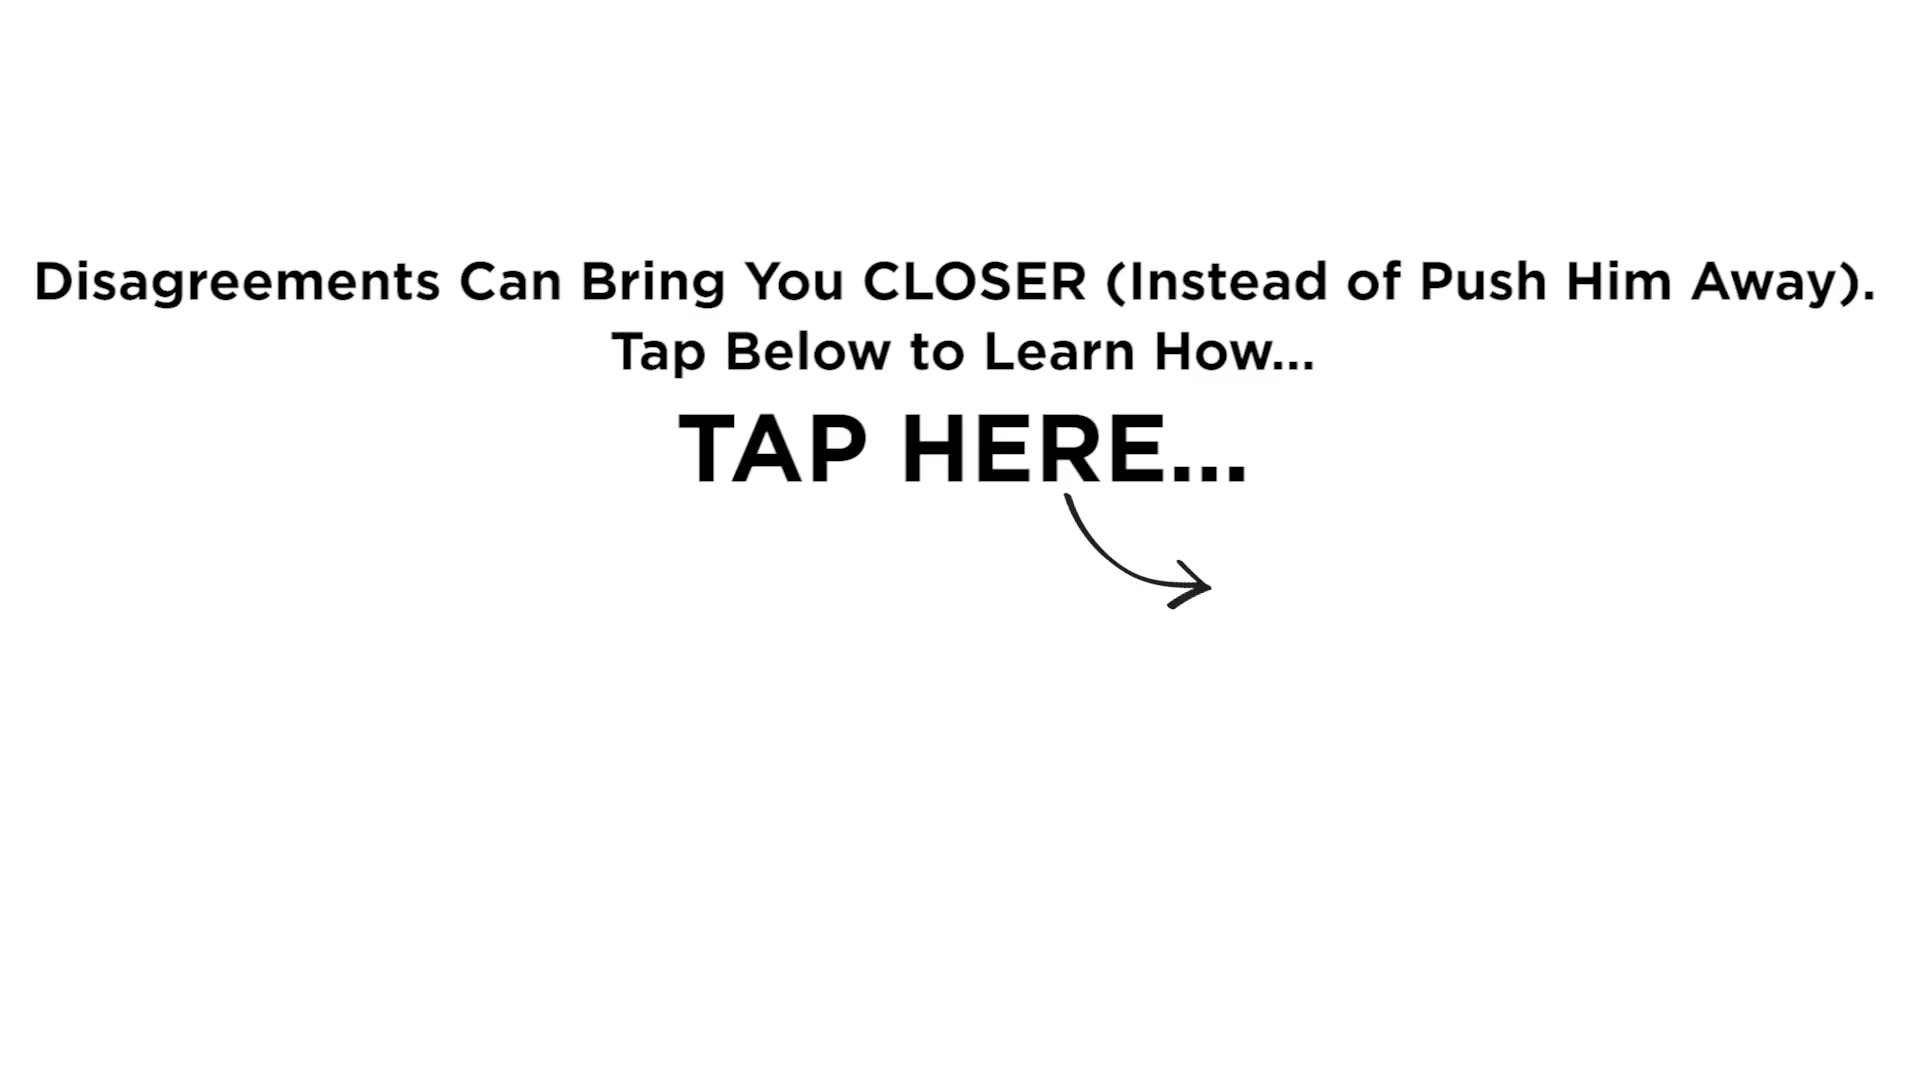 Disagreements Can Bring You CLOSER (Instead of Push Him Away).
Tap Below to Learn How...
TAP HERE...